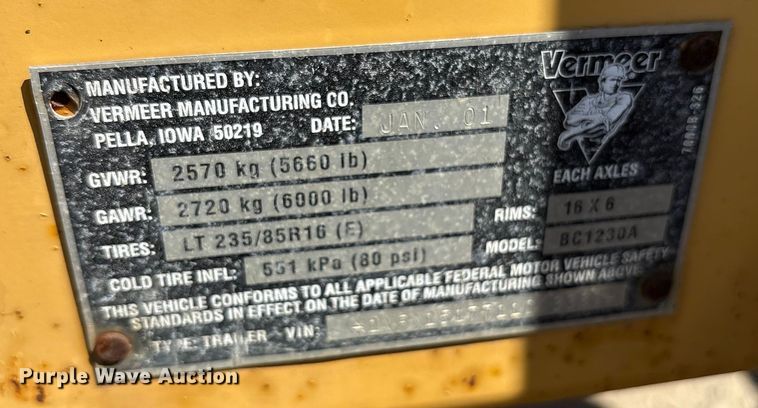 MANUFACTURED BY:
VERMEER MANUFACTURING CO.
PELLA, IOWA 50219 DATE: JAN. 01
Vermeer
EACH AXLES
GVWR: 2570 kg (5660 lb)
GAWR: 2720 kg (6000 lb) RIMS: 16 X 6
TIRES: LT 235/85R16 (E) MODEL: BC1230A
COLD TIRE INFL: 551 kPa (80 psi)
THIS VEHICLE CONFORMS TO ALL APPLICABLE FEDERAL MOTOR VEHICLE SAFETY
STANDARDS IN EFFECT ON THE DATE OF MANUFACTURING SHOWN ABOVE.
TYPE: TRAILER VIN:
Purple Wave Auction